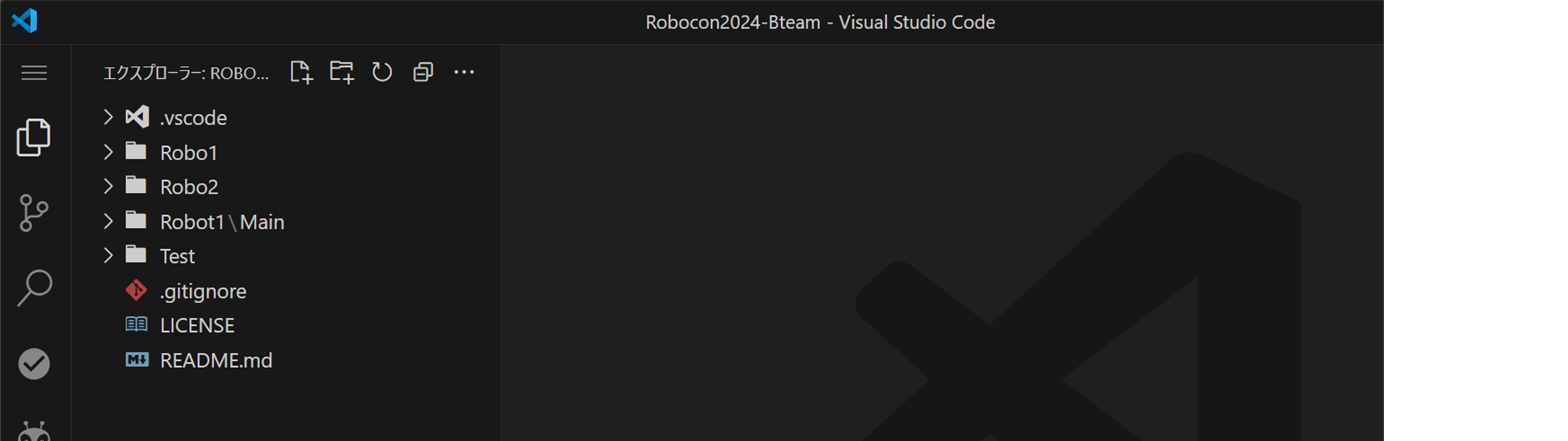 Robocon2024-Bteam - Visual Studio Code
エクスプローラー: ROBO...
.vscode
Robo1
Robo2
Robot1\Main
Test
.gitignore
LICENSE
README.md